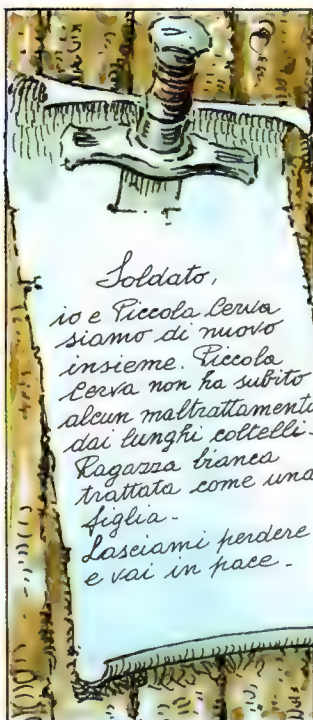 Soldato,
io e Piccola Cerva
siamo di nuovo
insieme. Piccola
Cerva non ha subito
alcun maltrattamento
dai lunghi coltelli.
Ragazza bianca
trattata come una
figlia.
Lasciami perdere
e vai in pace.